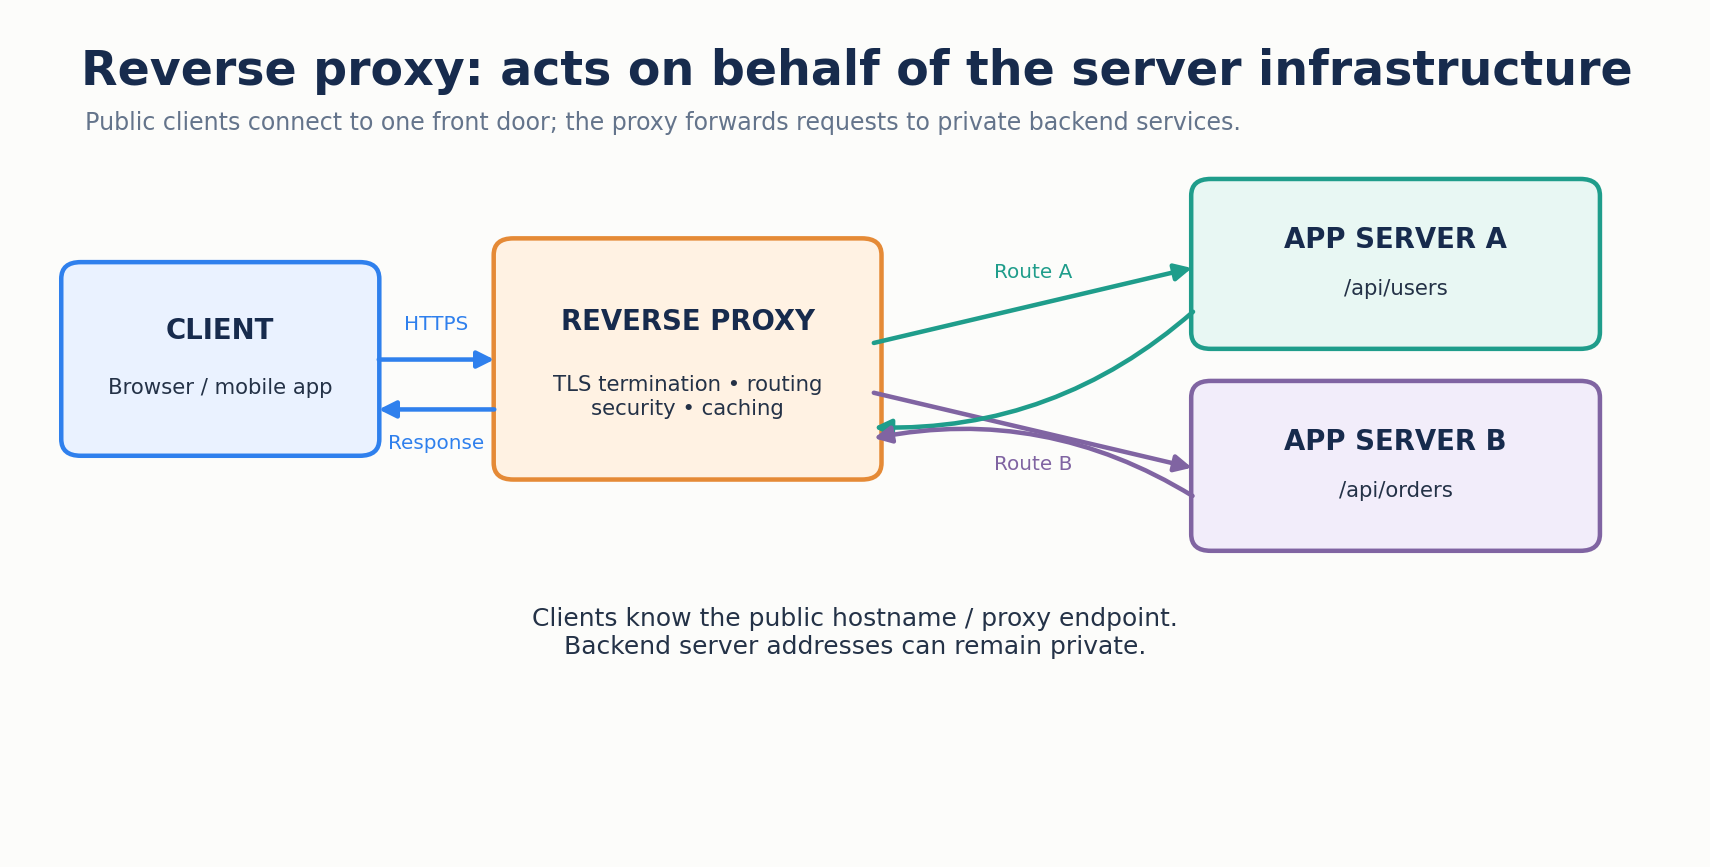 Reverse proxy: acts on behalf of the server infrastructure
Public clients connect to one front door; the proxy forwards requests to private backend services.
CLIENT
Browser / mobile app
HTTPS
Response
REVERSE PROXY
TLS termination • routing
security • caching
Route A
Route B
APP SERVER A
/api/users
APP SERVER B
/api/orders
Clients know the public hostname / proxy endpoint.
Backend server addresses can remain private.